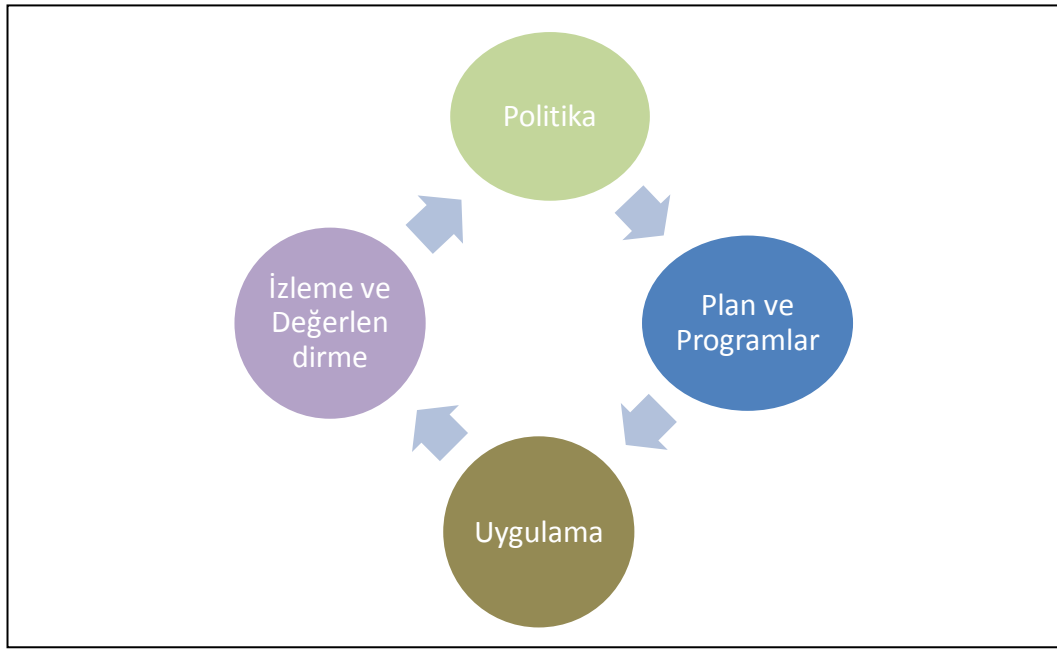 Politika
Plan ve
Programlar
Uygulama
İzleme ve
Değerlen
dirme